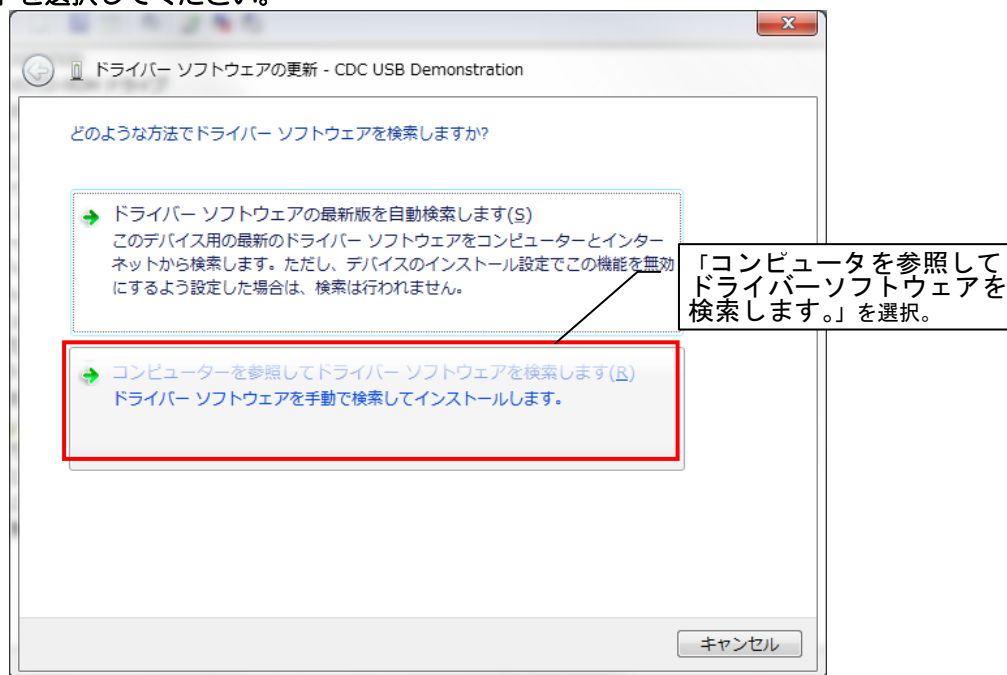 を選択してください。
ドライバー ソフトウェアの更新 - CDC USB Demonstration
どのような方法でドライバー ソフトウェアを検索しますか?
ドライバー ソフトウェアの最新版を自動検索します(S)
このデバイス用の最新のドライバー ソフトウェアをコンピューターとインター
ネットから検索します。ただし、デバイスのインストール設定でこの機能を無効
にするよう設定した場合は、検索は行われません。
「コンピュータを参照して
ドライバーソフトウェアを
検索します。」を選択。
コンピューターを参照してドライバー ソフトウェアを検索します(R)
ドライバー ソフトウェアを手動で検索してインストールします。
キャンセル